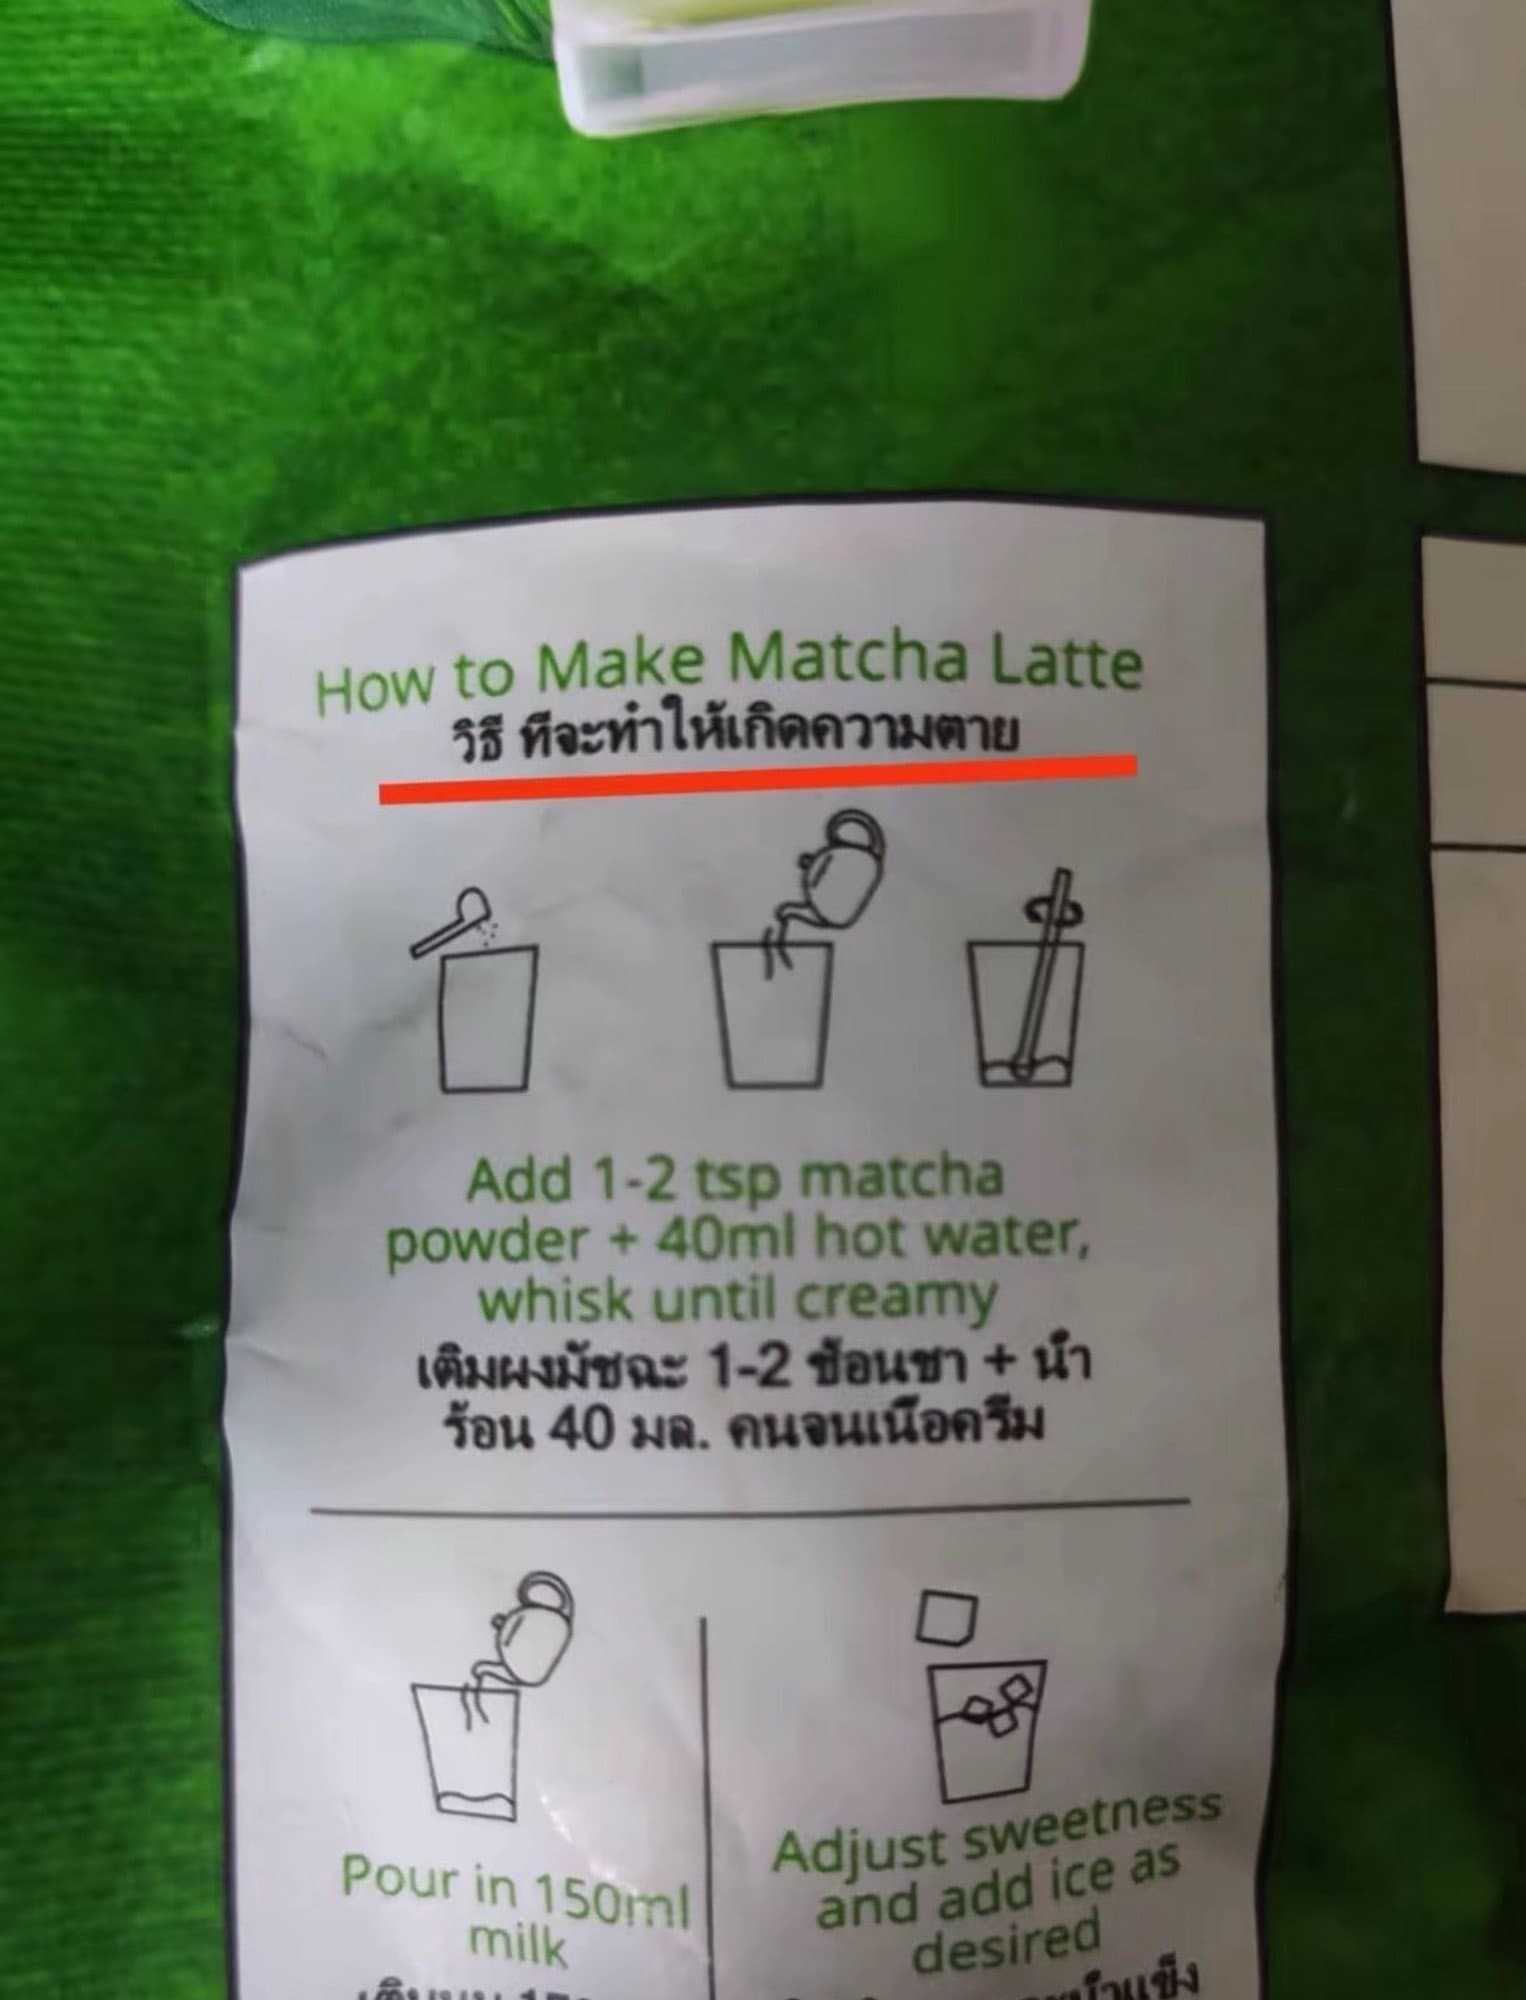 How to Make Matcha Latte
วิธี ที่จะทำให้เกิดความตาย
Add 1-2 tsp matcha
powder + 40ml hot water,
whisk until creamy
เติมผงมัชฉะ 1-2 ช้อนชา + น้ำ
ร้อน 40 มล. คนจนเนื้อครีม
Pour in 150ml
milk
Adjust sweetness
and add ice as
desired